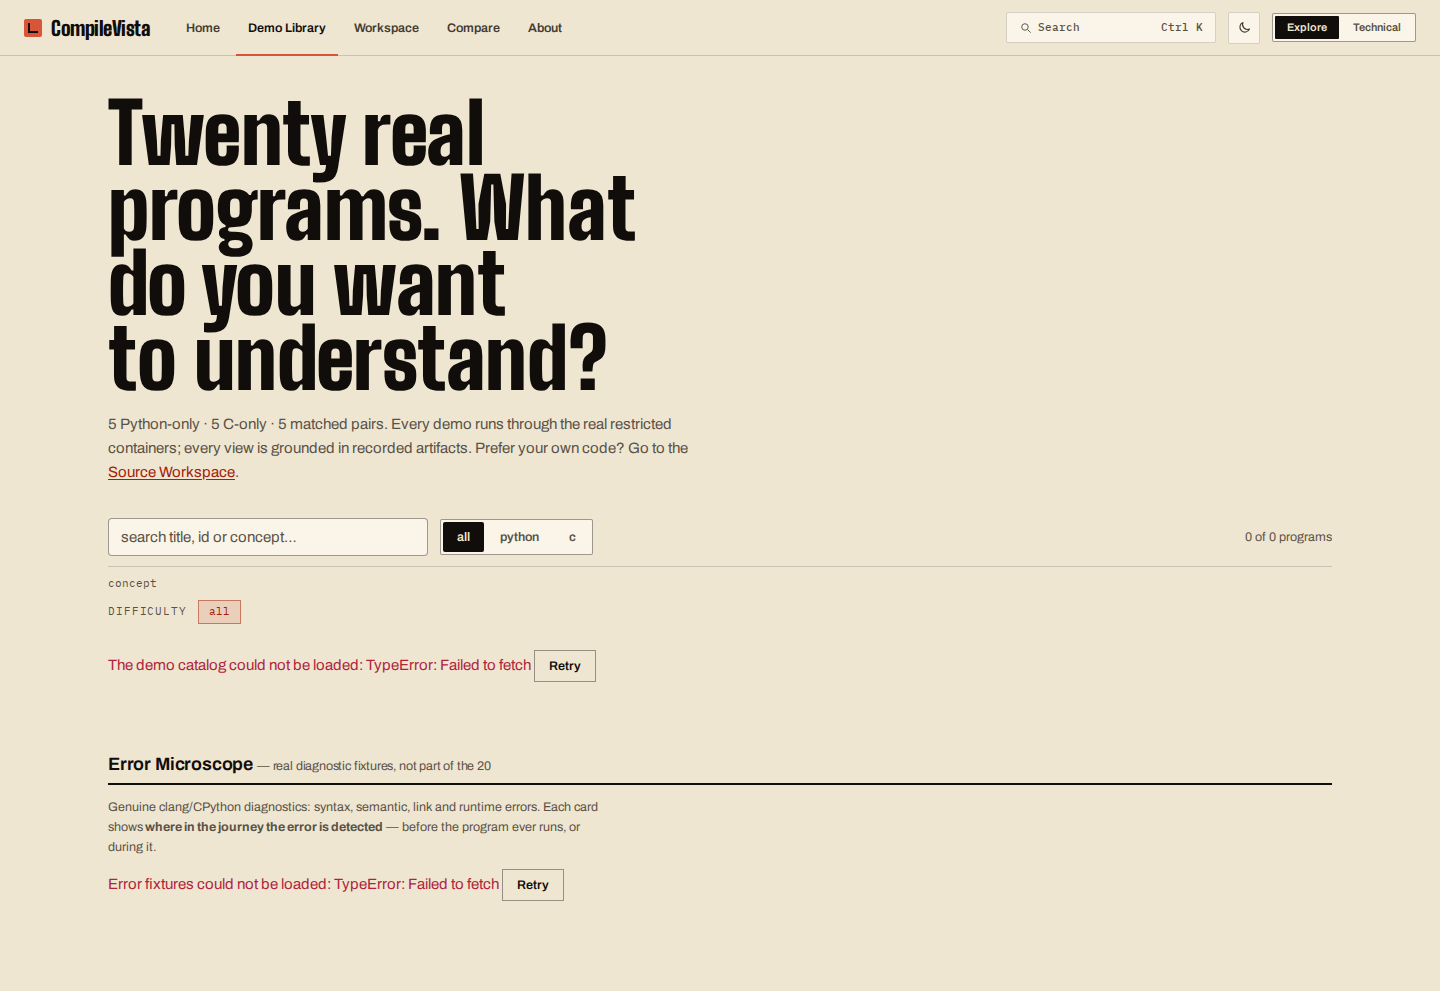 CompileVista Home Demo Library Workspace Compare About Search Ctrl K Explore Technical
Twenty real
programs. What
do you want
to understand?
5 Python-only · 5 C-only · 5 matched pairs. Every demo runs through the real restricted
containers; every view is grounded in recorded artifacts. Prefer your own code? Go to the
Source Workspace.
search title, id or concept... all python c 0 of 0 programs
concept
DIFFICULTY all
The demo catalog could not be loaded: TypeError: Failed to fetch Retry
Error Microscope — real diagnostic fixtures, not part of the 20
Genuine clang/CPython diagnostics: syntax, semantic, link and runtime errors. Each card
shows where in the journey the error is detected — before the program ever runs, or
during it.
Error fixtures could not be loaded: TypeError: Failed to fetch Retry